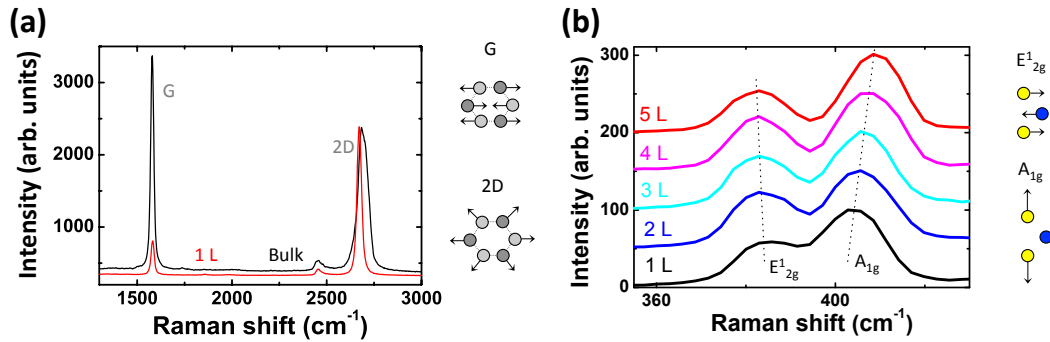 (a)
Intensity (arb. units)
3000
2000
1000
G
2D
1 L
Bulk
1500
2000
2500
3000
Raman shift (cm⁻¹)
G
2D
(b)
Intensity (arb. units)
300
200
100
0
5 L
4 L
3 L
2 L
1 L
E¹₂g
A₁g
360
400
Raman shift (cm⁻¹)
E¹₂g
A₁g